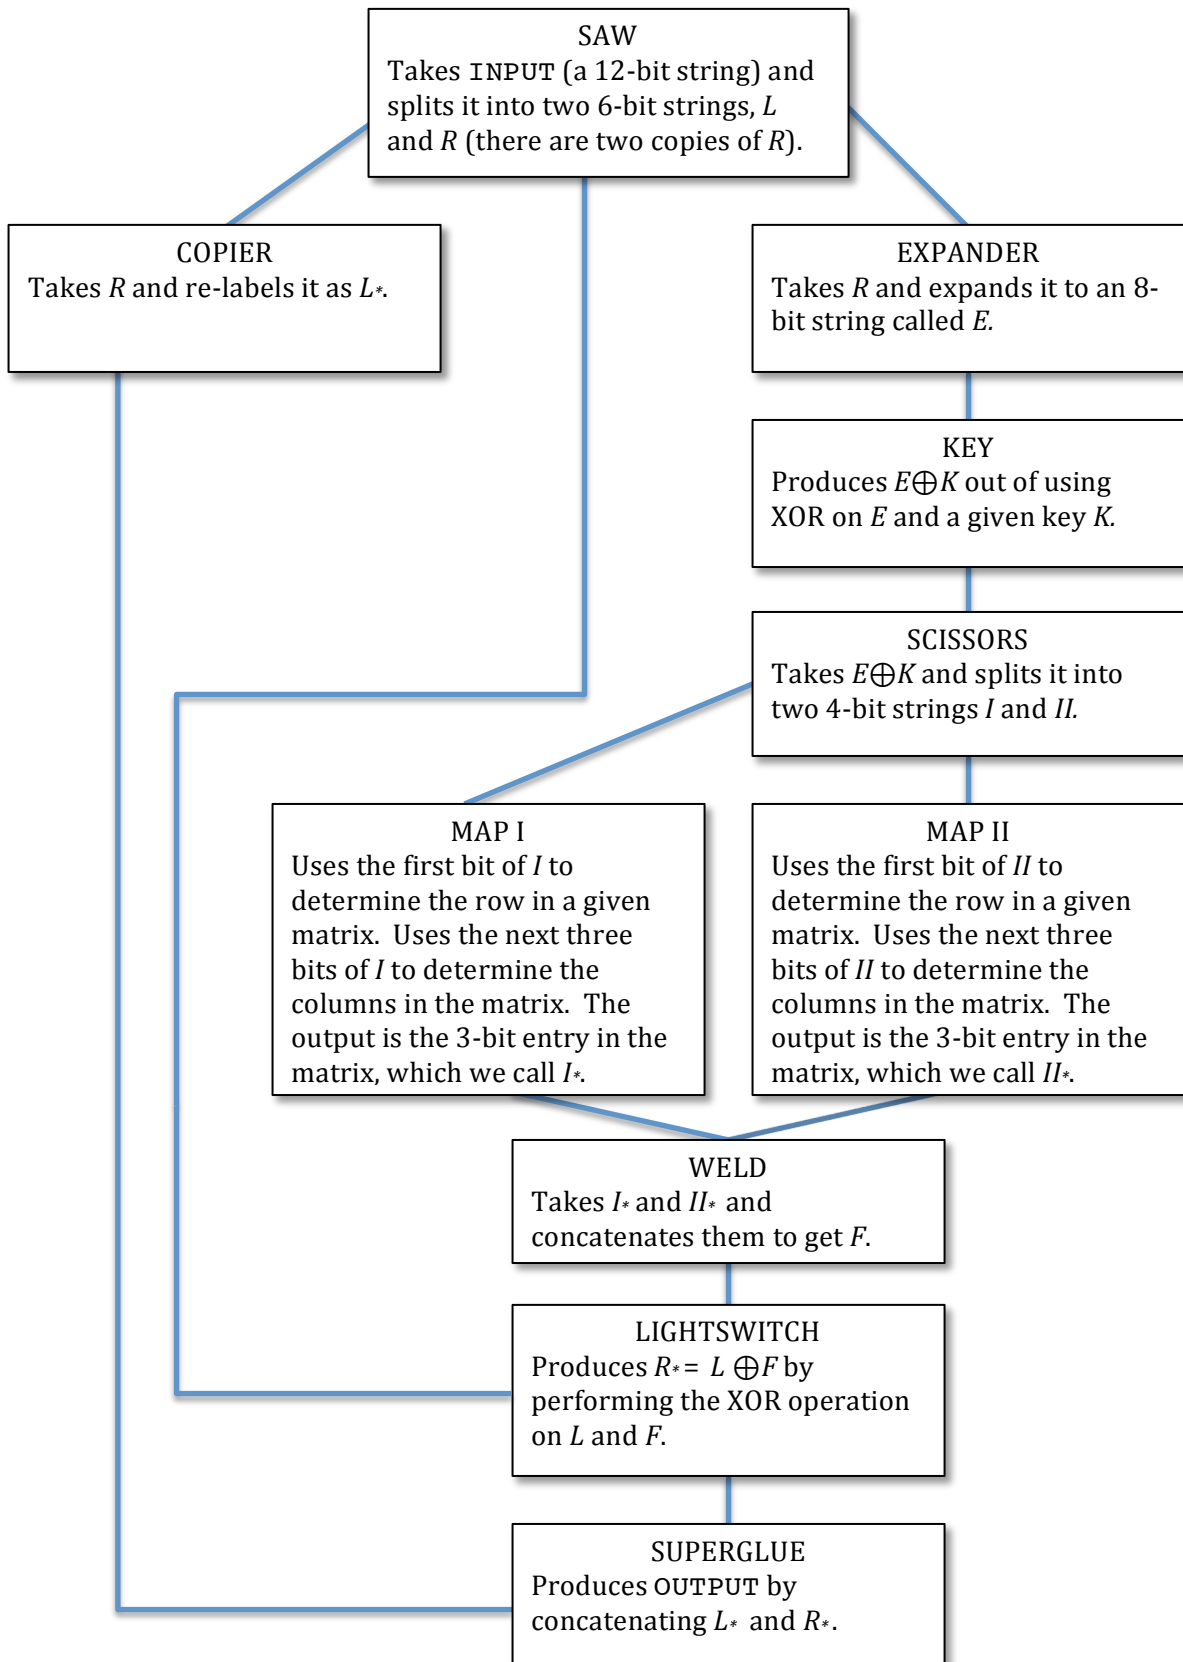 SAW
Takes INPUT (a 12-bit string) and
splits it into two 6-bit strings, L
and R (there are two copies of R).
COPIER
Takes R and re-labels it as L*.
EXPANDER
Takes R and expands it to an 8-
bit string called E.
KEY
Produces E⊕K out of using
XOR on E and a given key K.
SCISSORS
Takes E⊕K and splits it into
two 4-bit strings I and II.
MAP I
Uses the first bit of I to
determine the row in a given
matrix. Uses the next three
bits of I to determine the
columns in the matrix. The
output is the 3-bit entry in the
matrix, which we call I*.
MAP II
Uses the first bit of II to
determine the row in a given
matrix. Uses the next three
bits of II to determine the
columns in the matrix. The
output is the 3-bit entry in the
matrix, which we call II*.
WELD
Takes I* and II* and
concatenates them to get F.
LIGHTSWITCH
Produces R*= L ⊕F by
performing the XOR operation
on L and F.
SUPERGLUE
Produces OUTPUT by
concatenating L* and R*.